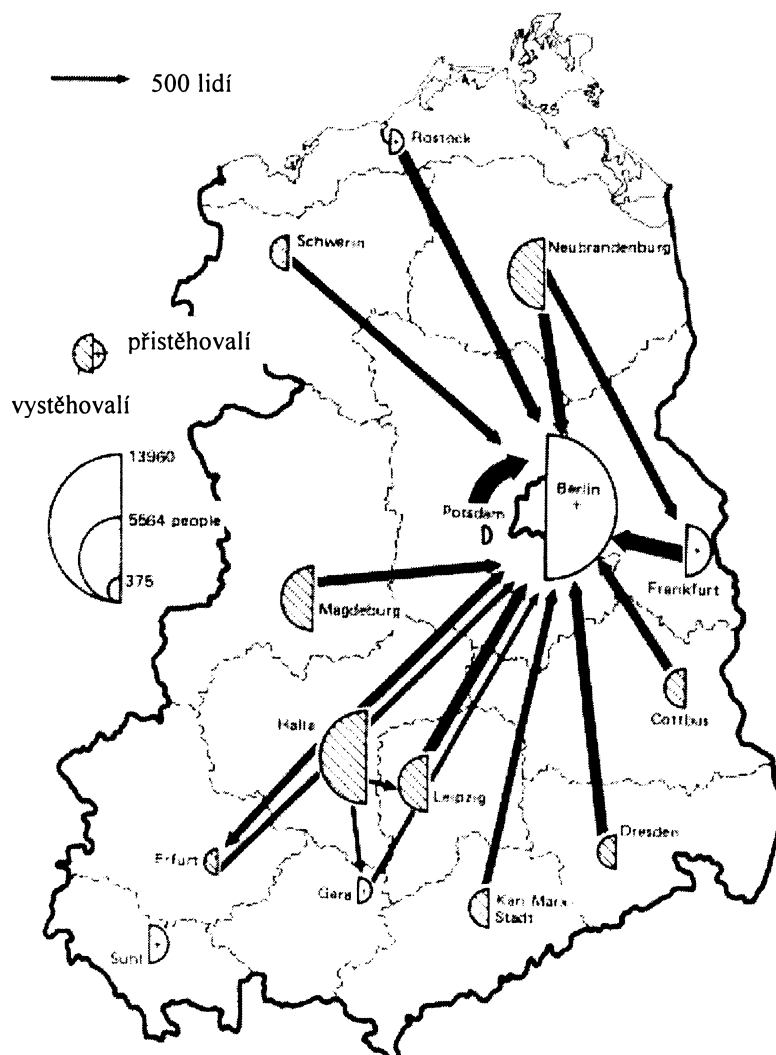 500 lidí
Rostock
Schwerin
Neubrandenburg
přistěhovalí
vystěhovalí
13960
5564 people
375
Berlin
Potsdam
Frankfurt
Magdeburg
Cottbus
Halle
Leipzig
Dresden
Erfurt
Gera
Karl-Marx-
Stadt
Suhl